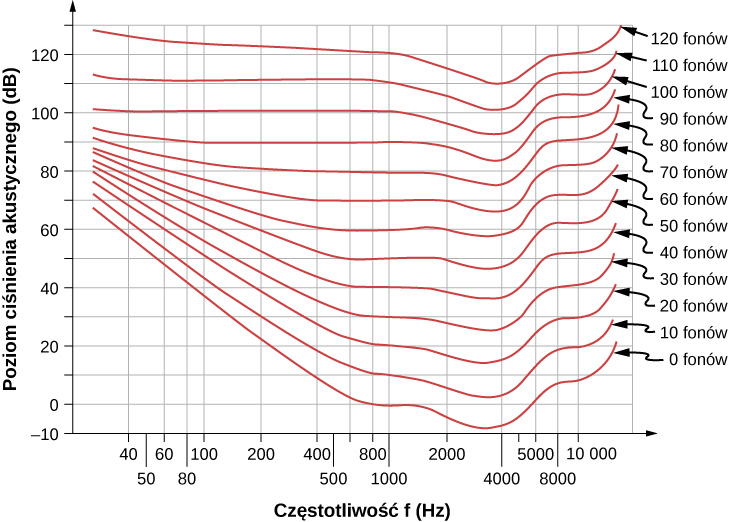 Poziom ciśnienia akustycznego (dB)
120
100
80
60
40
20
0
–10
120 fonów
110 fonów
100 fonów
90 fonów
80 fonów
70 fonów
60 fonów
50 fonów
40 fonów
30 fonów
20 fonów
10 fonów
0 fonów
40 60 100 200 400 800 2000 4000 5000 10 000
50 80 500 1000 8000
Częstotliwość f (Hz)